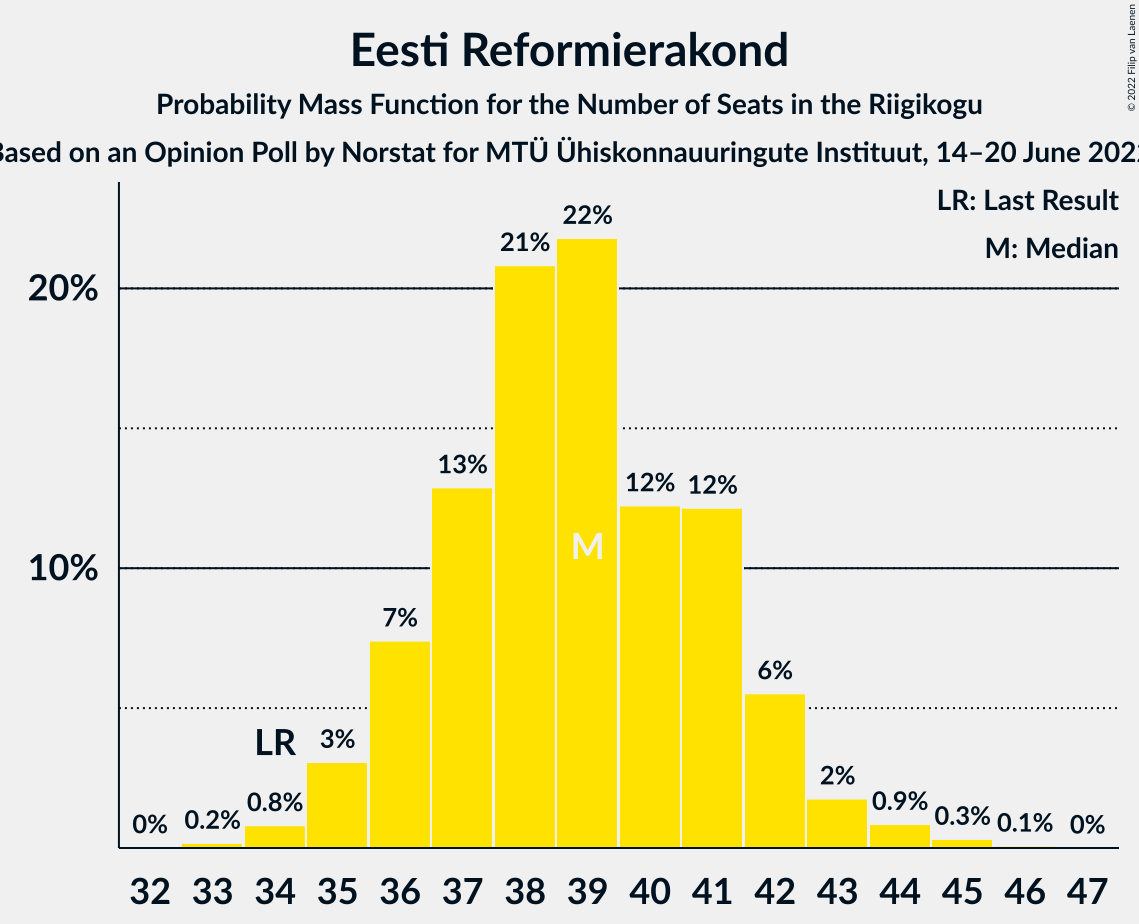 Eesti Reformierakond
Probability Mass Function for the Number of Seats in the Riigikogu
Based on an Opinion Poll by Norstat for MTÜ Ühiskonnauuringute Instituut, 14–20 June 2022
© 2022 Filip van Laenen
LR: Last Result
M: Median
20%
10%
0%
0.2%
0.8%
LR
3%
7%
13%
21%
22%
M
12%
12%
6%
2%
0.9%
0.3%
0.1%
0%
32 33 34 35 36 37 38 39 40 41 42 43 44 45 46 47